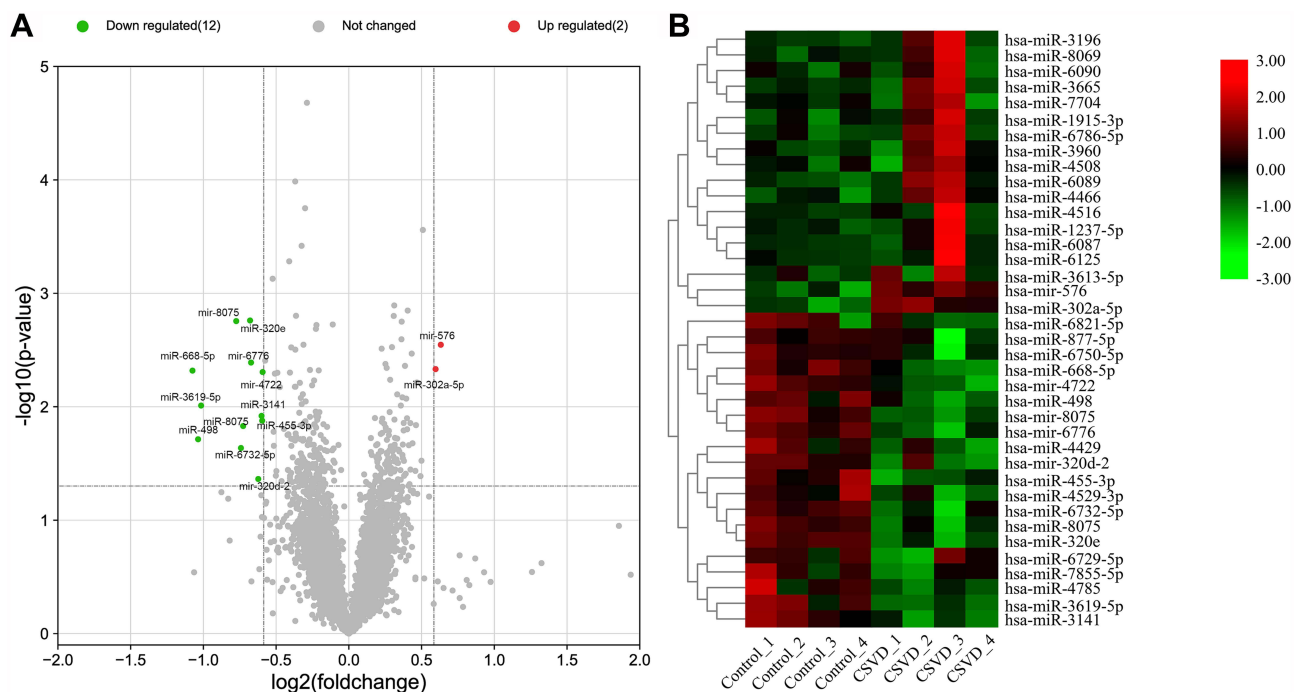 A
Down regulated(12)
Not changed
Up regulated(2)
5
4
3
2
1
0
-log10(p-value)
mir-8075
miR-320e
miR-668-5p
mir-6776
mir-4722
miR-3619-5p
miR-3141
miR-8075
miR-455-3p
miR-498
miR-6732-5p
mir-320d-2
mir-576
miR-302a-5p
-2.0
-1.5
-1.0
-0.5
0.0
0.5
1.0
1.5
2.0
log2(foldchange)
B
hsa-miR-3196
hsa-miR-8069
hsa-miR-6090
hsa-miR-3665
hsa-miR-7704
hsa-miR-1915-3p
hsa-miR-6786-5p
hsa-miR-3960
hsa-miR-4508
hsa-miR-6089
hsa-miR-4466
hsa-miR-4516
hsa-miR-1237-5p
hsa-miR-6087
hsa-miR-6125
hsa-miR-3613-5p
hsa-mir-576
hsa-miR-302a-5p
hsa-miR-6821-5p
hsa-miR-877-5p
hsa-miR-6750-5p
hsa-miR-668-5p
hsa-mir-4722
hsa-miR-498
hsa-mir-8075
hsa-mir-6776
hsa-miR-4429
hsa-mir-320d-2
hsa-miR-455-3p
hsa-miR-4529-3p
hsa-miR-6732-5p
hsa-miR-8075
hsa-miR-320e
hsa-miR-6729-5p
hsa-miR-7855-5p
hsa-miR-4785
hsa-miR-3619-5p
hsa-miR-3141
Control_1
Control_2
Control_3
Control_4
CSVD_1
CSVD_2
CSVD_3
CSVD_4
3.00
2.00
1.00
0.00
-1.00
-2.00
-3.00